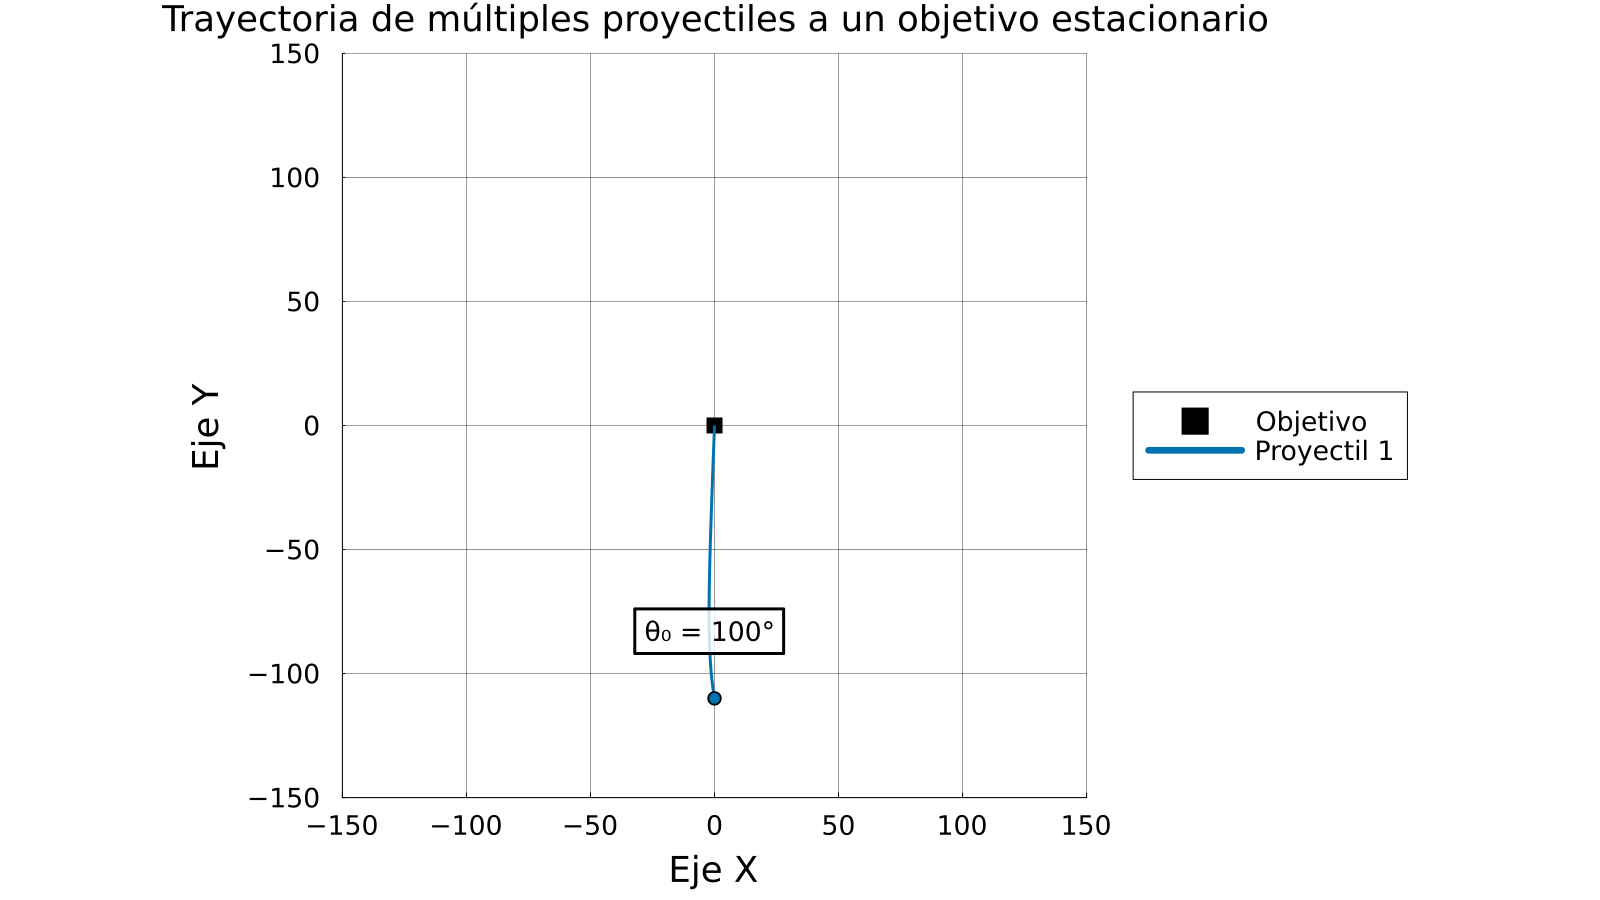 Trayectoria de múltiples proyectiles a un objetivo estacionario
150
100
50
0
−50
−100
−150
Eje Y
θ₀ = 100°
−150 −100 −50 0 50 100 150
Eje X
Objetivo
Proyectil 1